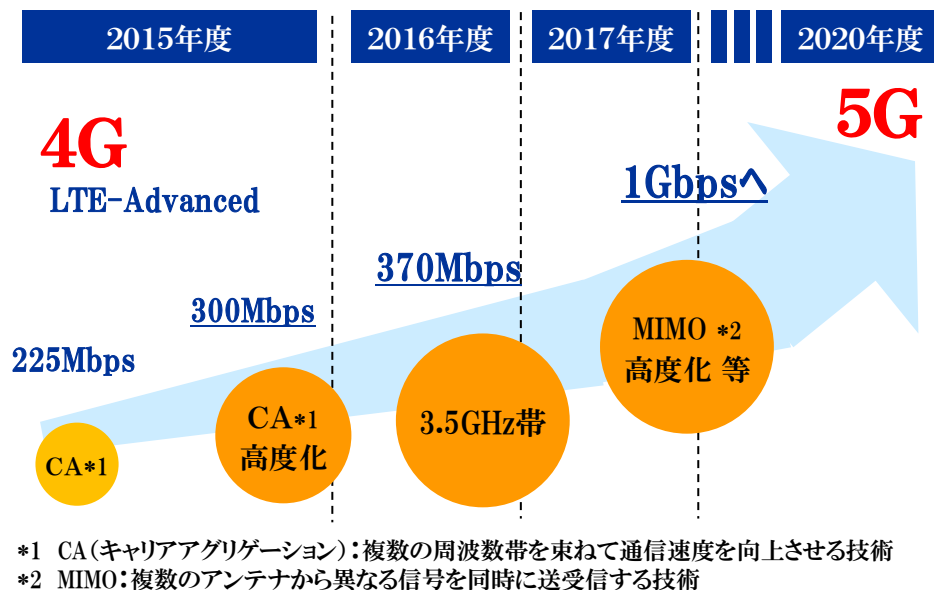 2015年度
2016年度
2017年度
2020年度
4G
LTE-Advanced
5G
1Gbpsへ
370Mbps
300Mbps
225Mbps
CA*1
CA*1
高度化
3.5GHz帯
MIMO *2
高度化 等
*1 CA(キャリアアグリゲーション):複数の周波数帯を束ねて通信速度を向上させる技術
*2 MIMO:複数のアンテナから異なる信号を同時に送受信する技術